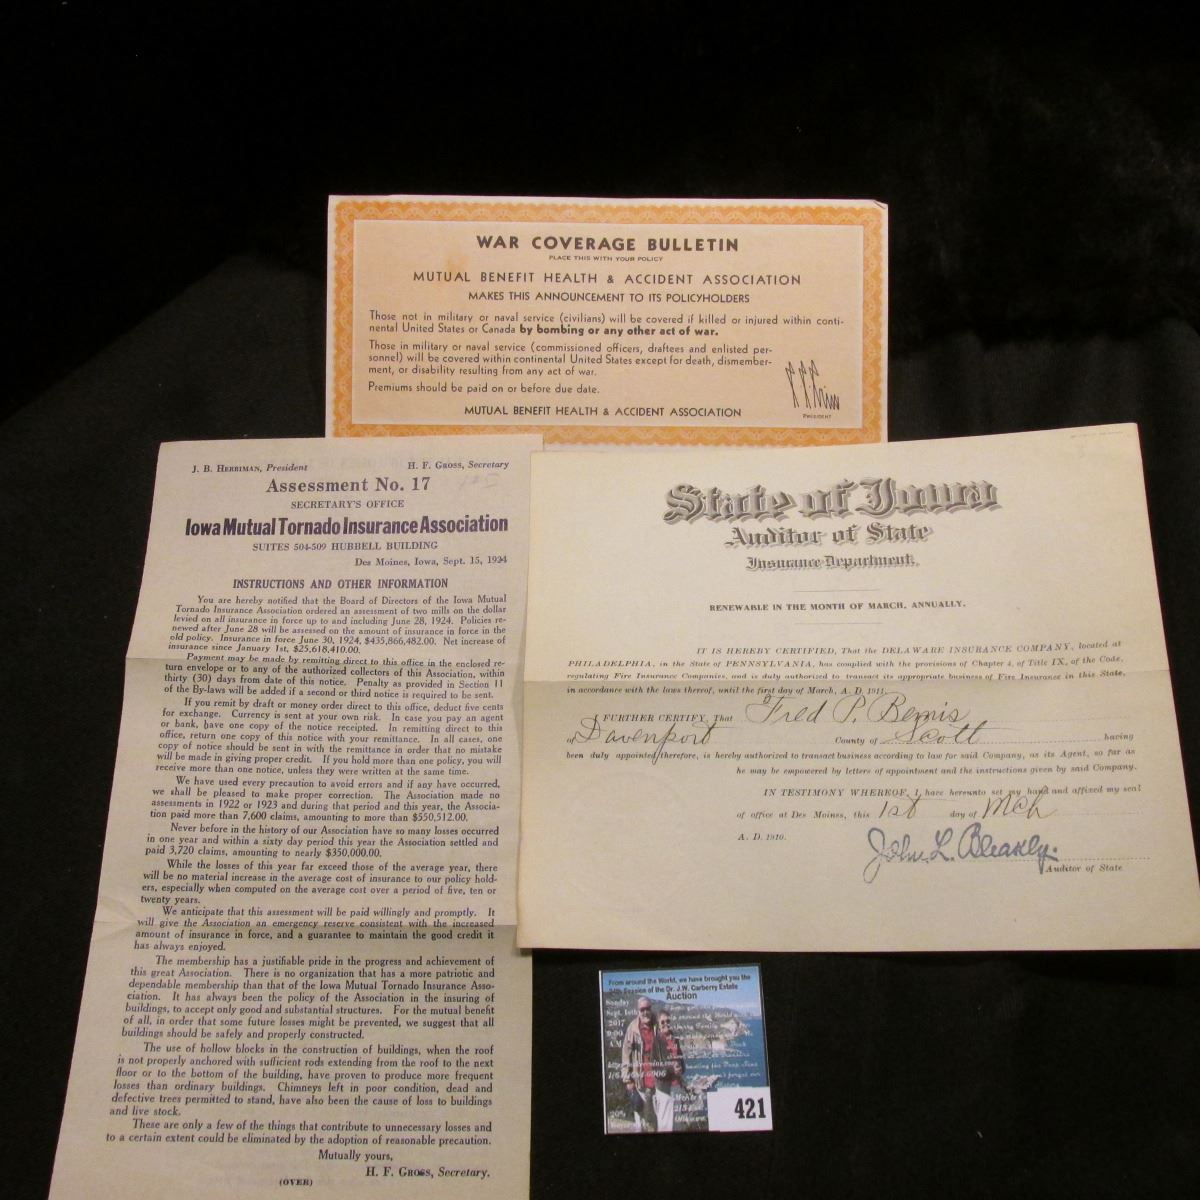 WAR COVERAGE BULLETIN
PLACE THIS WITH YOUR POLICY
MUTUAL BENEFIT HEALTH & ACCIDENT ASSOCIATION
MAKES THIS ANNOUNCEMENT TO ITS POLICYHOLDERS
Those not in military or naval service (civilians) will be covered if killed or injured within conti-
nental United States or Canada by bombing or any other act of war.
Those in military or naval service (commissioned officers, draftees and enlisted per-
sonnel) will be covered within continental United States except for death, dismember-
ment, or disability resulting from any act of war.
Premiums should be paid on or before due date.
PRESIDENT
MUTUAL BENEFIT HEALTH & ACCIDENT ASSOCIATION
J. B. HERRIMAN, President
H. F. GROSS, Secretary
Assessment No. 17
SECRETARY'S OFFICE
Iowa Mutual Tornado Insurance Association
SUITES 504-509 HUBBELL BUILDING
Des Moines, Iowa, Sept. 15, 1924
INSTRUCTIONS AND OTHER INFORMATION
You are hereby notified that the Board of Directors of the Iowa Mutual
Tornado Insurance Association ordered an assessment of two mills on the dollar
levied on all insurance in force up to and including June 28, 1924. Policies re-
newed after June 28 will be assessed on the amount of insurance in force in the
old policy. Insurance in force June 30, 1924, $435,866,482.00. Net increase of
insurance since January 1st, $25,618,410.00.
Payment may be made by remitting direct to this office in the enclosed re-
turn envelope or to any of the authorized collectors of this Association, within
thirty (30) days from date of this notice. Penalty as provided in Section 11
of the By-laws will be added if a second or third notice is required to be sent.
If you remit by draft or money order direct to this office, deduct five cents
for exchange. Currency is sent at your own risk. In case you pay an agent
or bank, have one copy of the notice receipted. In remitting direct to this
office, return one copy of this notice with your remittance. In all cases, one
copy of notice should be sent in with the remittance in order that no mistake
will be made in giving proper credit. If you hold more than one policy, you will
receive more than one notice, unless they were written at the same time.
We have used every precaution to avoid errors and if any have occurred,
we shall be pleased to make proper correction. The Association made no
assessments in 1922 or 1923 and during that period and this year, the Associa-
tion paid more than 7,600 claims, amounting to more than $550,512.00.
Never before in the history of our Association have so many losses occurred
in one year and within a sixty day period this year the Association settled and
paid 3,720 claims, amounting to nearly $350,000.00.
While the losses of this year far exceed those of the average year, there
will be no material increase in the average cost of insurance to our policy hold-
ers, especially when computed on the average cost over a period of five, ten or
twenty years.
We anticipate that this assessment will be paid willingly and promptly. It
will give the Association an emergency reserve consistent with the increased
amount of insurance in force, and a guarantee to maintain the good credit it
has always enjoyed.
The membership has a justifiable pride in the progress and achievement of
this great Association. There is no organization that has a more patriotic and
dependable membership than that of the Iowa Mutual Tornado Insurance Asso-
ciation. It has always been the policy of the Association in the insuring of
buildings, to accept only good and substantial structures. For the mutual benefit
of all, in order that some future losses might be prevented, we suggest that all
buildings should be safely and properly constructed.
The use of hollow blocks in the construction of buildings, when the roof
is not properly anchored with sufficient rods extending from the roof to the next
floor or to the bottom of the building, have proven to produce more frequent
losses than ordinary buildings. Chimneys left in poor condition, dead and
defective trees permitted to stand, have also been the cause of loss to buildings
and live stock.
These are only a few of the things that contribute to unnecessary losses and
to a certain extent could be eliminated by the adoption of reasonable precaution.
Mutually yours,
H. F. GROSS, Secretary.
(OVER)
State of Iowa
Auditor of State
Insurance Department.
RENEWABLE IN THE MONTH OF MARCH, ANNUALLY.
IT IS HEREBY CERTIFIED, That the DELAWARE INSURANCE COMPANY, located at
PHILADELPHIA, in the State of PENNSYLVANIA, has complied with the provisions of Chapter 4, of Title IX, of the Code,
regulating Fire Insurance Companies, and is duly authorized to transact its appropriate business of Fire Insurance in this State,
in accordance with the laws thereof, until the first day of March, A. D. 1911.
I FURTHER CERTIFY, That Fred P. Bemis
of Davenport County of Scott having
been duly appointed therefore, is hereby authorized to transact business according to law for said Company, as its Agent, so far as
he may be empowered by letters of appointment and the instructions given by said Company.
IN TESTIMONY WHEREOF, I have hereunto set my hand and affixed my seal
of office at Des Moines, this 1st day of Mch
A. D. 1910.
John L. Bleakly.
Auditor of State
From around the World, we have brought you the
Session of the Dr. J.W. Carberry Estate
Auction
Sunday
Sept. 10th
2017
9:00
A.M
421